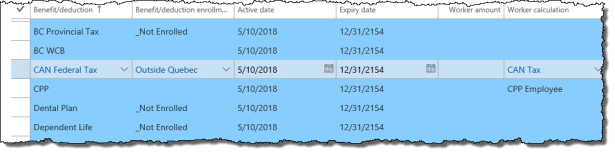 Benefit/deduction ↑ Benefit/deduction enrollm... Active date Expiry date Worker amount Worker calculation
BC Provincial Tax _Not Enrolled 5/10/2018 12/31/2154
BC WCB 5/10/2018 12/31/2154
CAN Federal Tax Outside Quebec 5/10/2018 12/31/2154 CAN Tax
CPP 5/10/2018 12/31/2154 CPP Employee
Dental Plan _Not Enrolled 5/10/2018 12/31/2154
Dependent Life _Not Enrolled 5/10/2018 12/31/2154